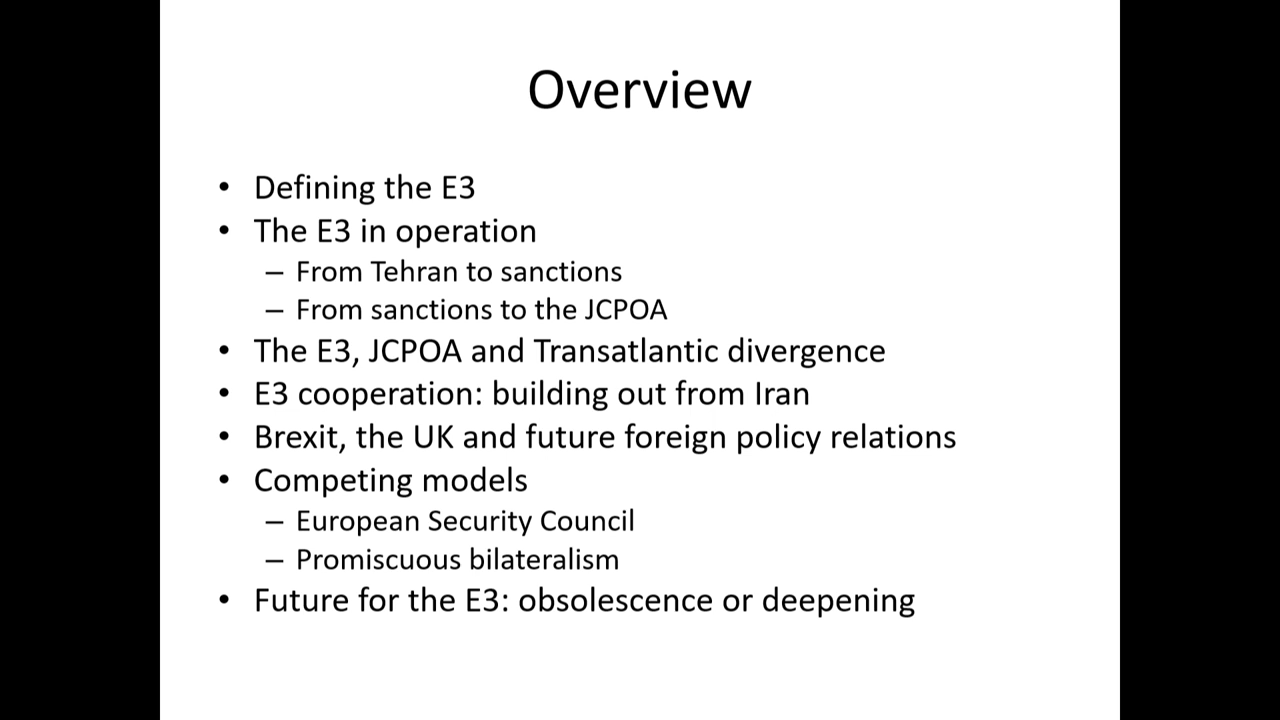 Overview
• Defining the E3
• The E3 in operation
– From Tehran to sanctions
– From sanctions to the JCPOA
• The E3, JCPOA and Transatlantic divergence
• E3 cooperation: building out from Iran
• Brexit, the UK and future foreign policy relations
• Competing models
– European Security Council
– Promiscuous bilateralism
• Future for the E3: obsolescence or deepening